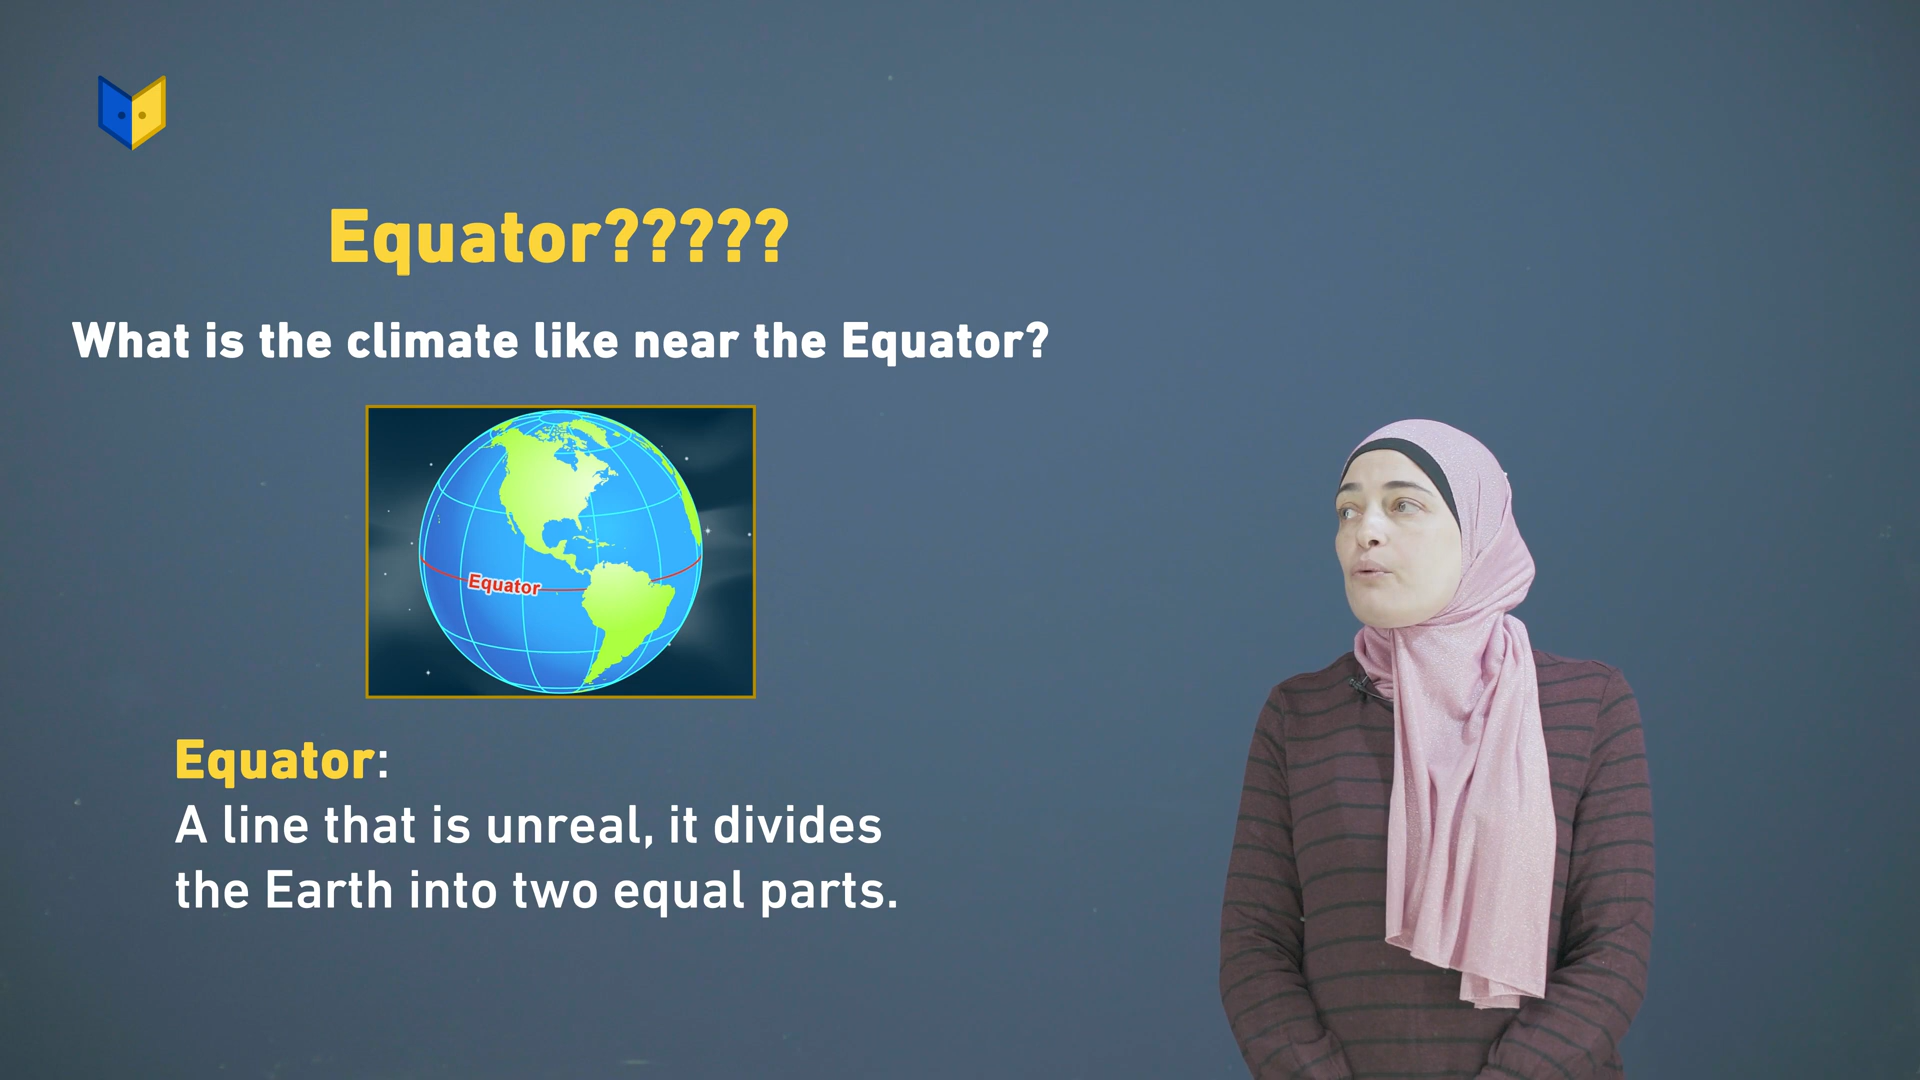 Equator?????
What is the climate like near the Equator?
Equator
Equator:
A line that is unreal, it divides
the Earth into two equal parts.